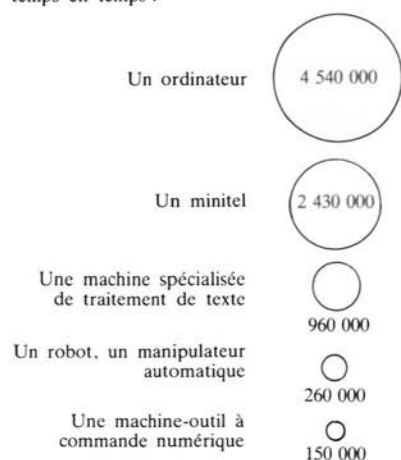 temps en temps :
Un ordinateur
4 540 000
Un minitel
2 430 000
Une machine spécialisée
de traitement de texte
960 000
Un robot, un manipulateur
automatique
260 000
Une machine-outil à
commande numérique
150 000